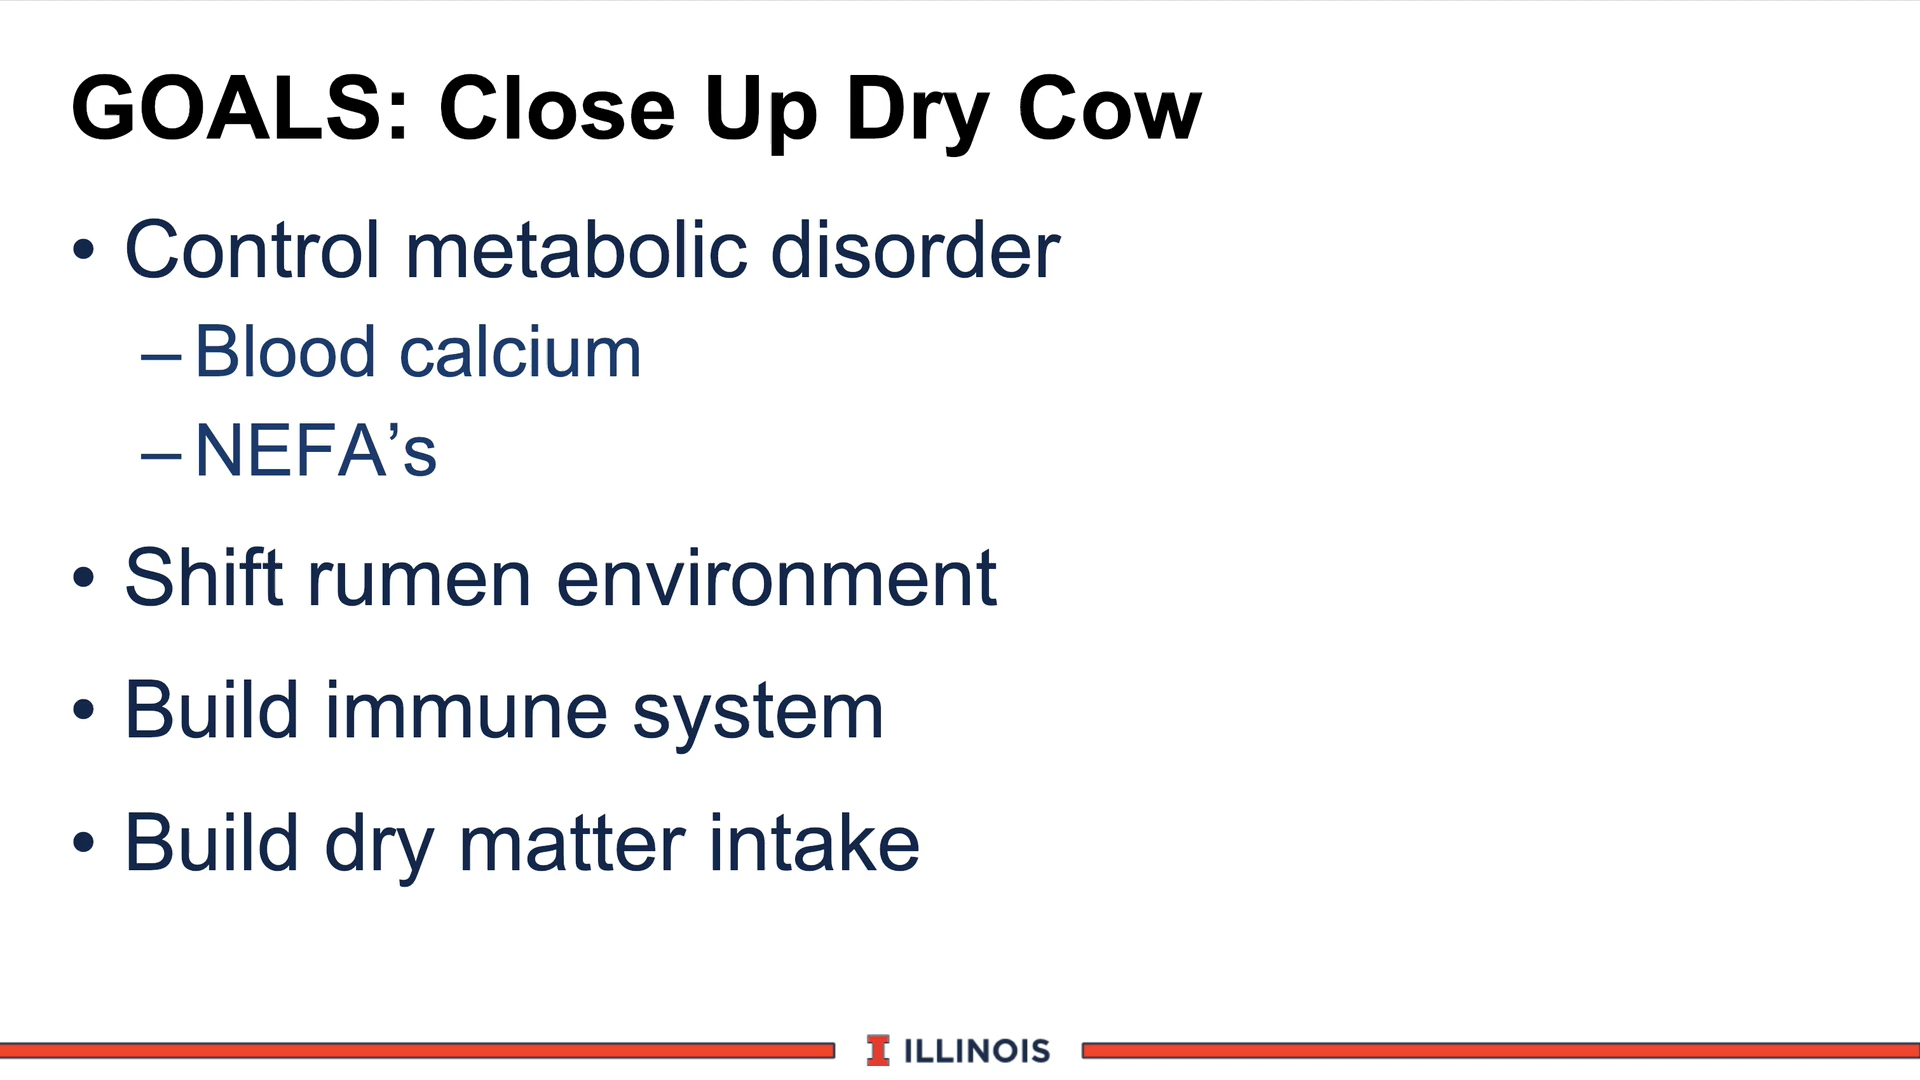 GOALS: Close Up Dry Cow
• Control metabolic disorder
– Blood calcium
– NEFA’s
• Shift rumen environment
• Build immune system
• Build dry matter intake
I ILLINOIS